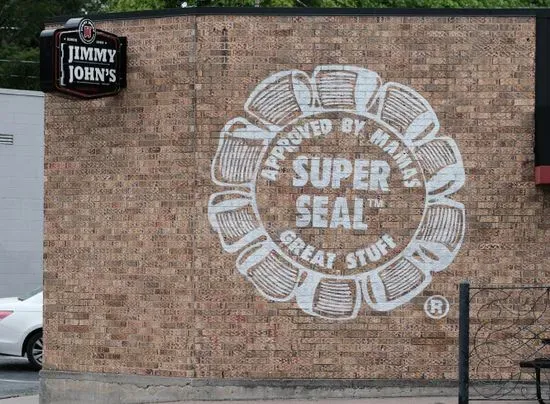 JIMMY
JOHN'S
APPROVED BY MAMAS
SUPER
SEAL™
GREAT STUFF
®